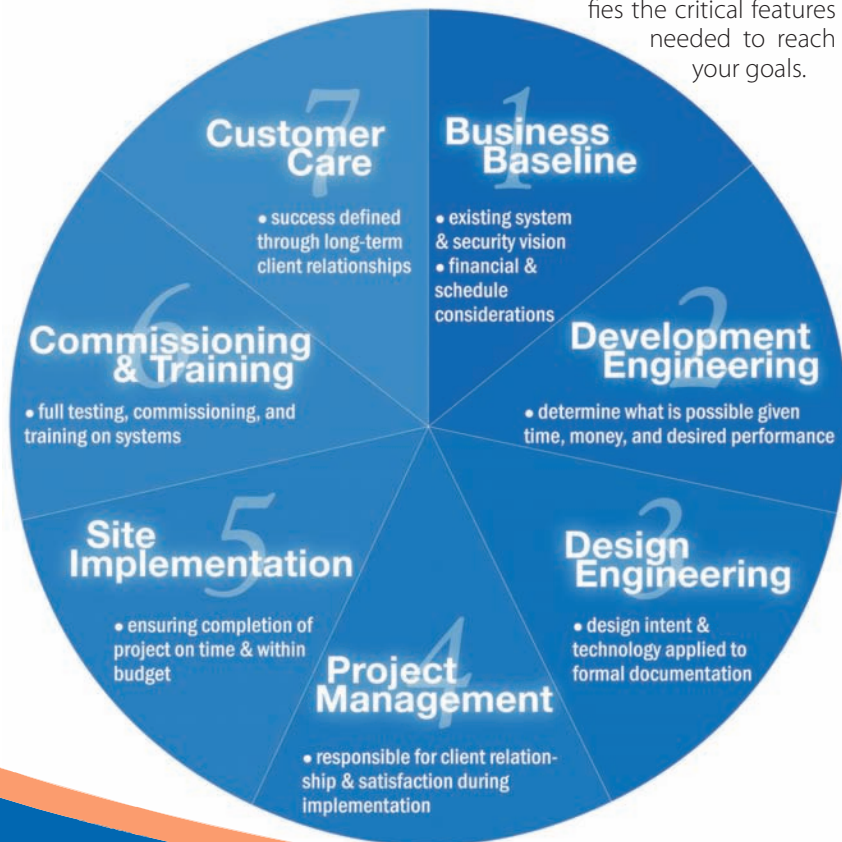 fies the critical features
needed to reach
your goals.
1
Business
Baseline
• existing system
& security vision
• financial &
schedule
considerations
2
Development
Engineering
• determine what is possible given
time, money, and desired performance
3
Design
Engineering
• design intent &
technology applied to
formal documentation
4
Project
Management
• responsible for client relation-
ship & satisfaction during
implementation
5
Site
Implementation
• ensuring completion of
project on time & within
budget
6
Commissioning
& Training
• full testing, commissioning, and
training on systems
7
Customer
Care
• success defined
through long-term
client relationships